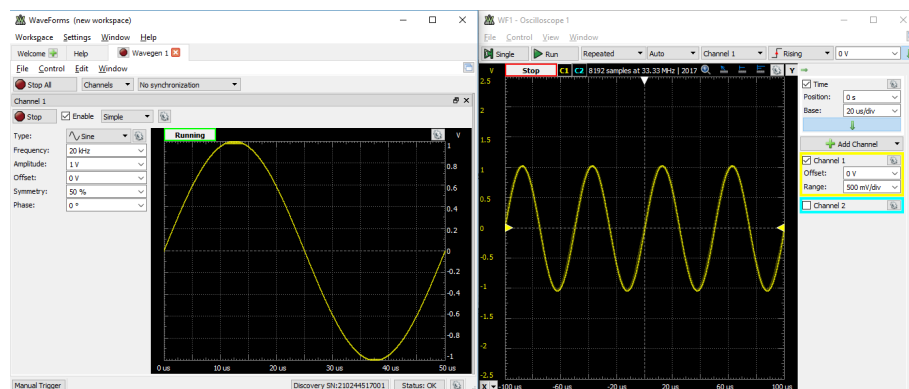 WaveForms (new workspace)
Workspace Settings Window Help
Welcome Help Wavegen 1
File Control Edit Window
Stop All Channels No synchronization
Channel 1
Stop Enable Simple
Type: Sine
Frequency: 20 kHz
Amplitude: 1 V
Offset: 0 V
Symmetry: 50 %
Phase: 0 °
Running V
1
0.8
0.6
0.4
0.2
0
-0.2
-0.4
-0.6
-0.8
-1
0 us 10 us 20 us 30 us 40 us 50 us
Manual Trigger Discovery SN:210244517001 Status: OK
WF1 - Oscilloscope 1
File Control View Window
Single Run Repeated Auto Channel 1 Rising 0 V
V Stop C1 C2 8192 samples at 33.33 MHz | 2017 Y
2.5
2
1.5
1
0.5
0
-0.5
-1
-1.5
-2
-2.5
X -100 us -60 us -20 us 20 us 60 us 100 us
Time
Position: 0 s
Base: 20 us/div
Add Channel
Channel 1
Offset: 0 V
Range: 500 mV/div
Channel 2